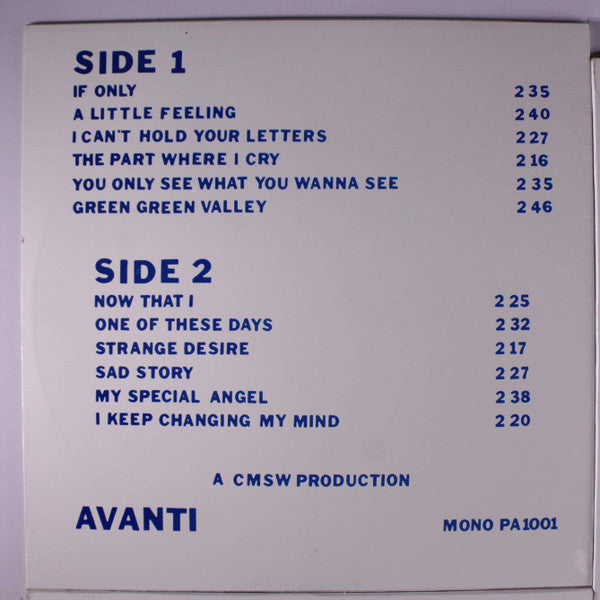 SIDE 1
IF ONLY 2 35
A LITTLE FEELING 2 40
I CAN'T HOLD YOUR LETTERS 2 27
THE PART WHERE I CRY 2 16
YOU ONLY SEE WHAT YOU WANNA SEE 2 35
GREEN GREEN VALLEY 2 46
SIDE 2
NOW THAT I 2 25
ONE OF THESE DAYS 2 32
STRANGE DESIRE 2 17
SAD STORY 2 27
MY SPECIAL ANGEL 2 38
I KEEP CHANGING MY MIND 2 20
A CMSW PRODUCTION
AVANTI MONO PA1001